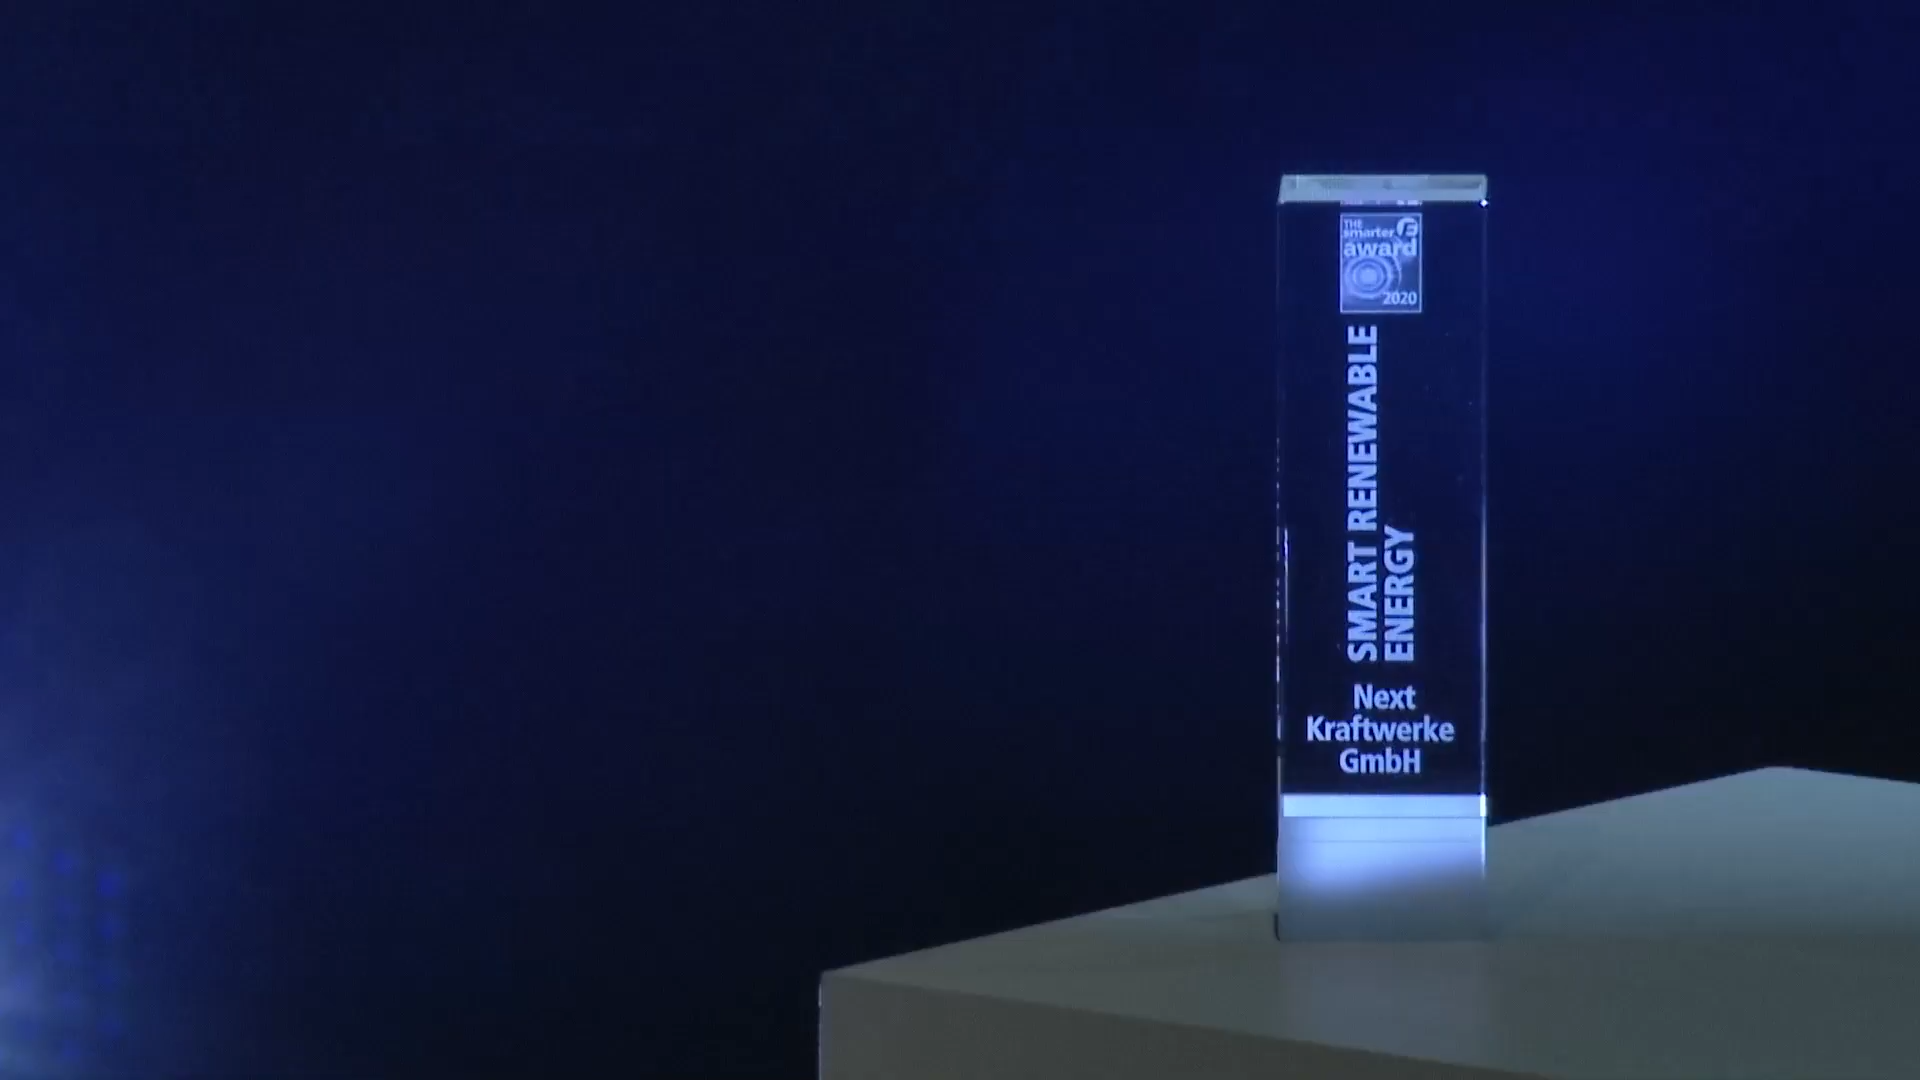 THE
smarter E
award
2020
SMART RENEWABLE
ENERGY
Next
Kraftwerke
GmbH